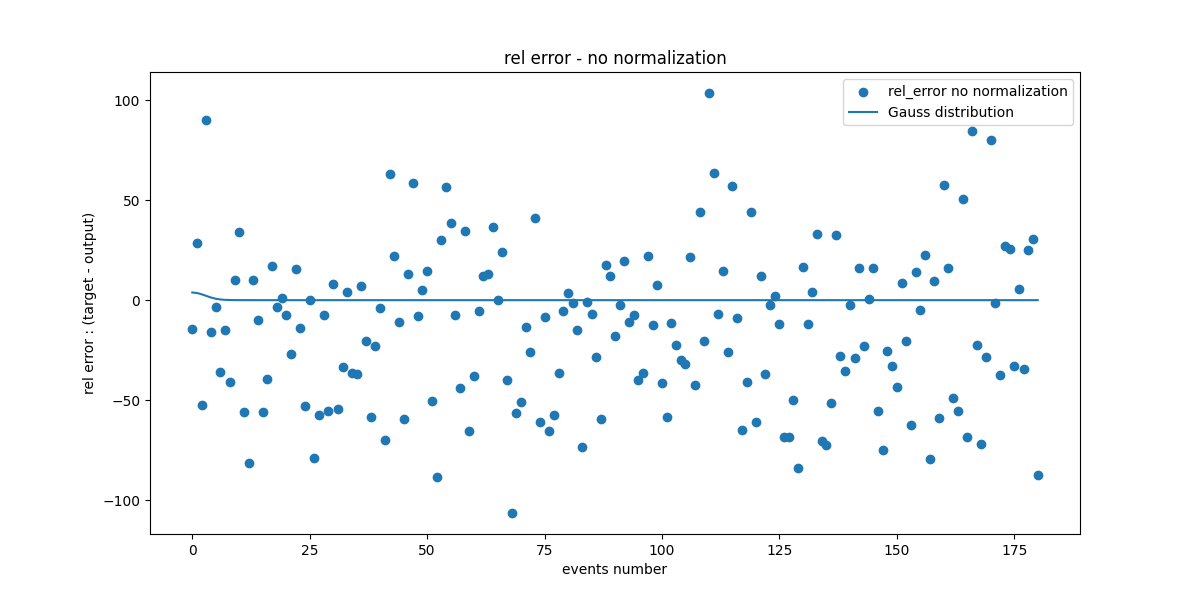 rel error - no normalization
rel_error no normalization
Gauss distribution
rel error : (target - output)
100
50
0
−50
−100
0 25 50 75 100 125 150 175
events number